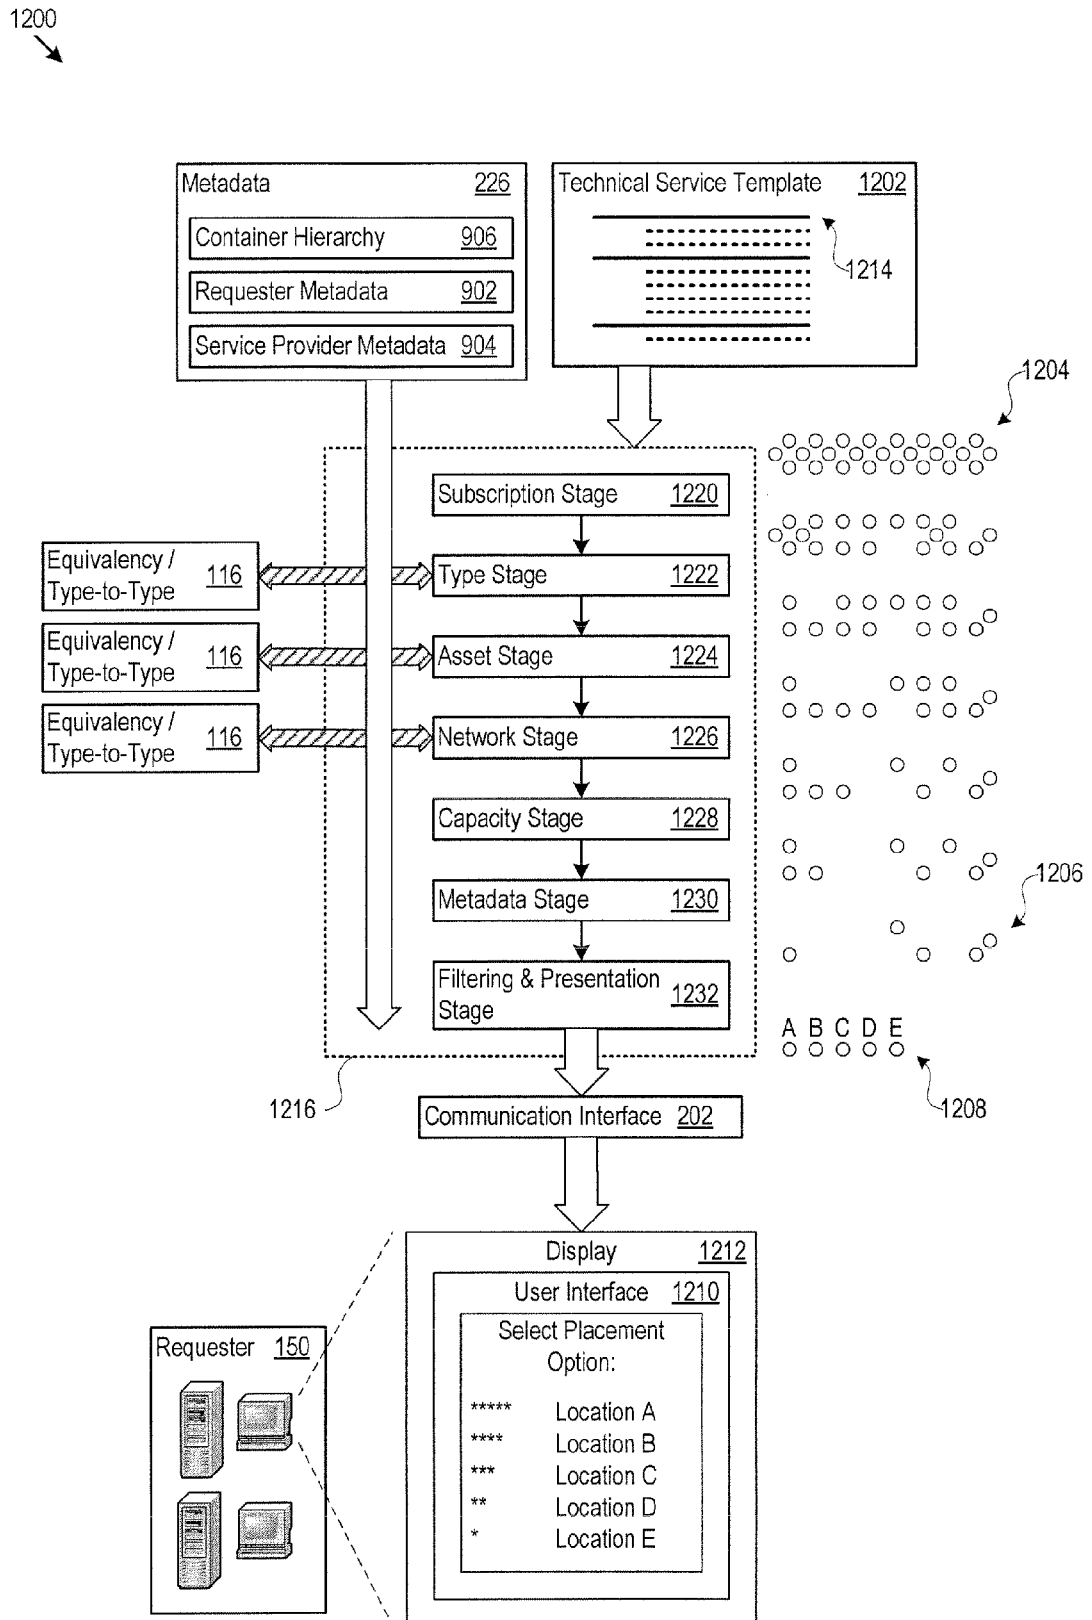 1200
Metadata 226
Container Hierarchy 906
Requester Metadata 902
Service Provider Metadata 904
Technical Service Template 1202
1214
1204
Subscription Stage 1220
Equivalency / Type-to-Type 116
Type Stage 1222
Equivalency / Type-to-Type 116
Asset Stage 1224
Equivalency / Type-to-Type 116
Network Stage 1226
Capacity Stage 1228
Metadata Stage 1230
1206
Filtering & Presentation
Stage 1232
A B C D E
1216
1208
Communication Interface 202
Display 1212
User Interface 1210
Select Placement
Option:
***** Location A
**** Location B
*** Location C
** Location D
* Location E
Requester 150